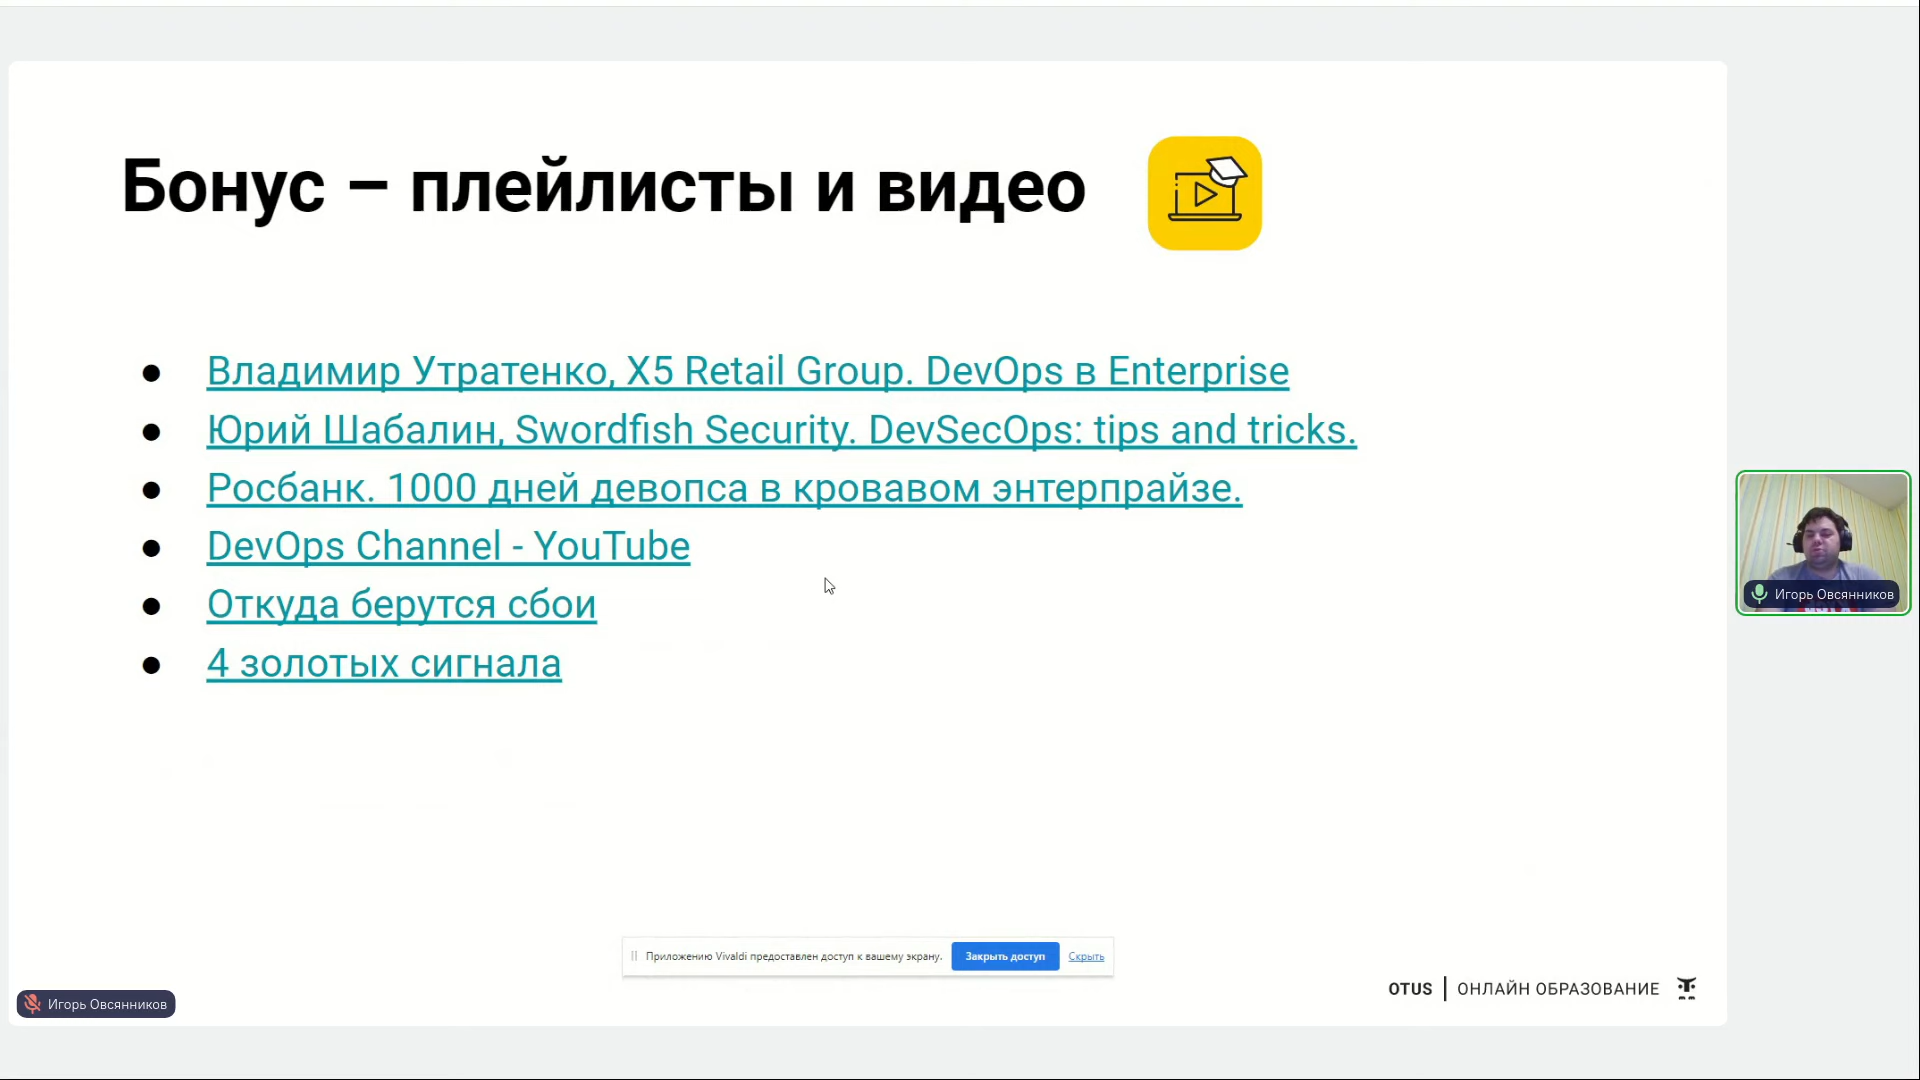 Бонус – плейлисты и видео
Владимир Утратенко, X5 Retail Group. DevOps в Enterprise
Юрий Шабалин, Swordfish Security. DevSecOps: tips and tricks.
Росбанк. 1000 дней девопса в кровавом энтерпрайзе.
DevOps Channel - YouTube
Откуда берутся сбои
4 золотых сигнала
Игорь Овсянников
Приложению Vivaldi предоставлен доступ к вашему экрану. Закрыть доступ Скрыть
OTUS | ОНЛАЙН ОБРАЗОВАНИЕ
Игорь Овсянников